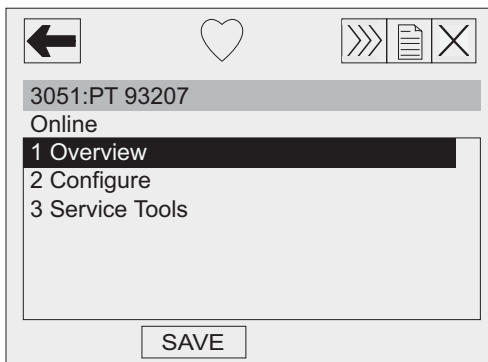 3051:PT 93207
Online
1 Overview
2 Configure
3 Service Tools
SAVE